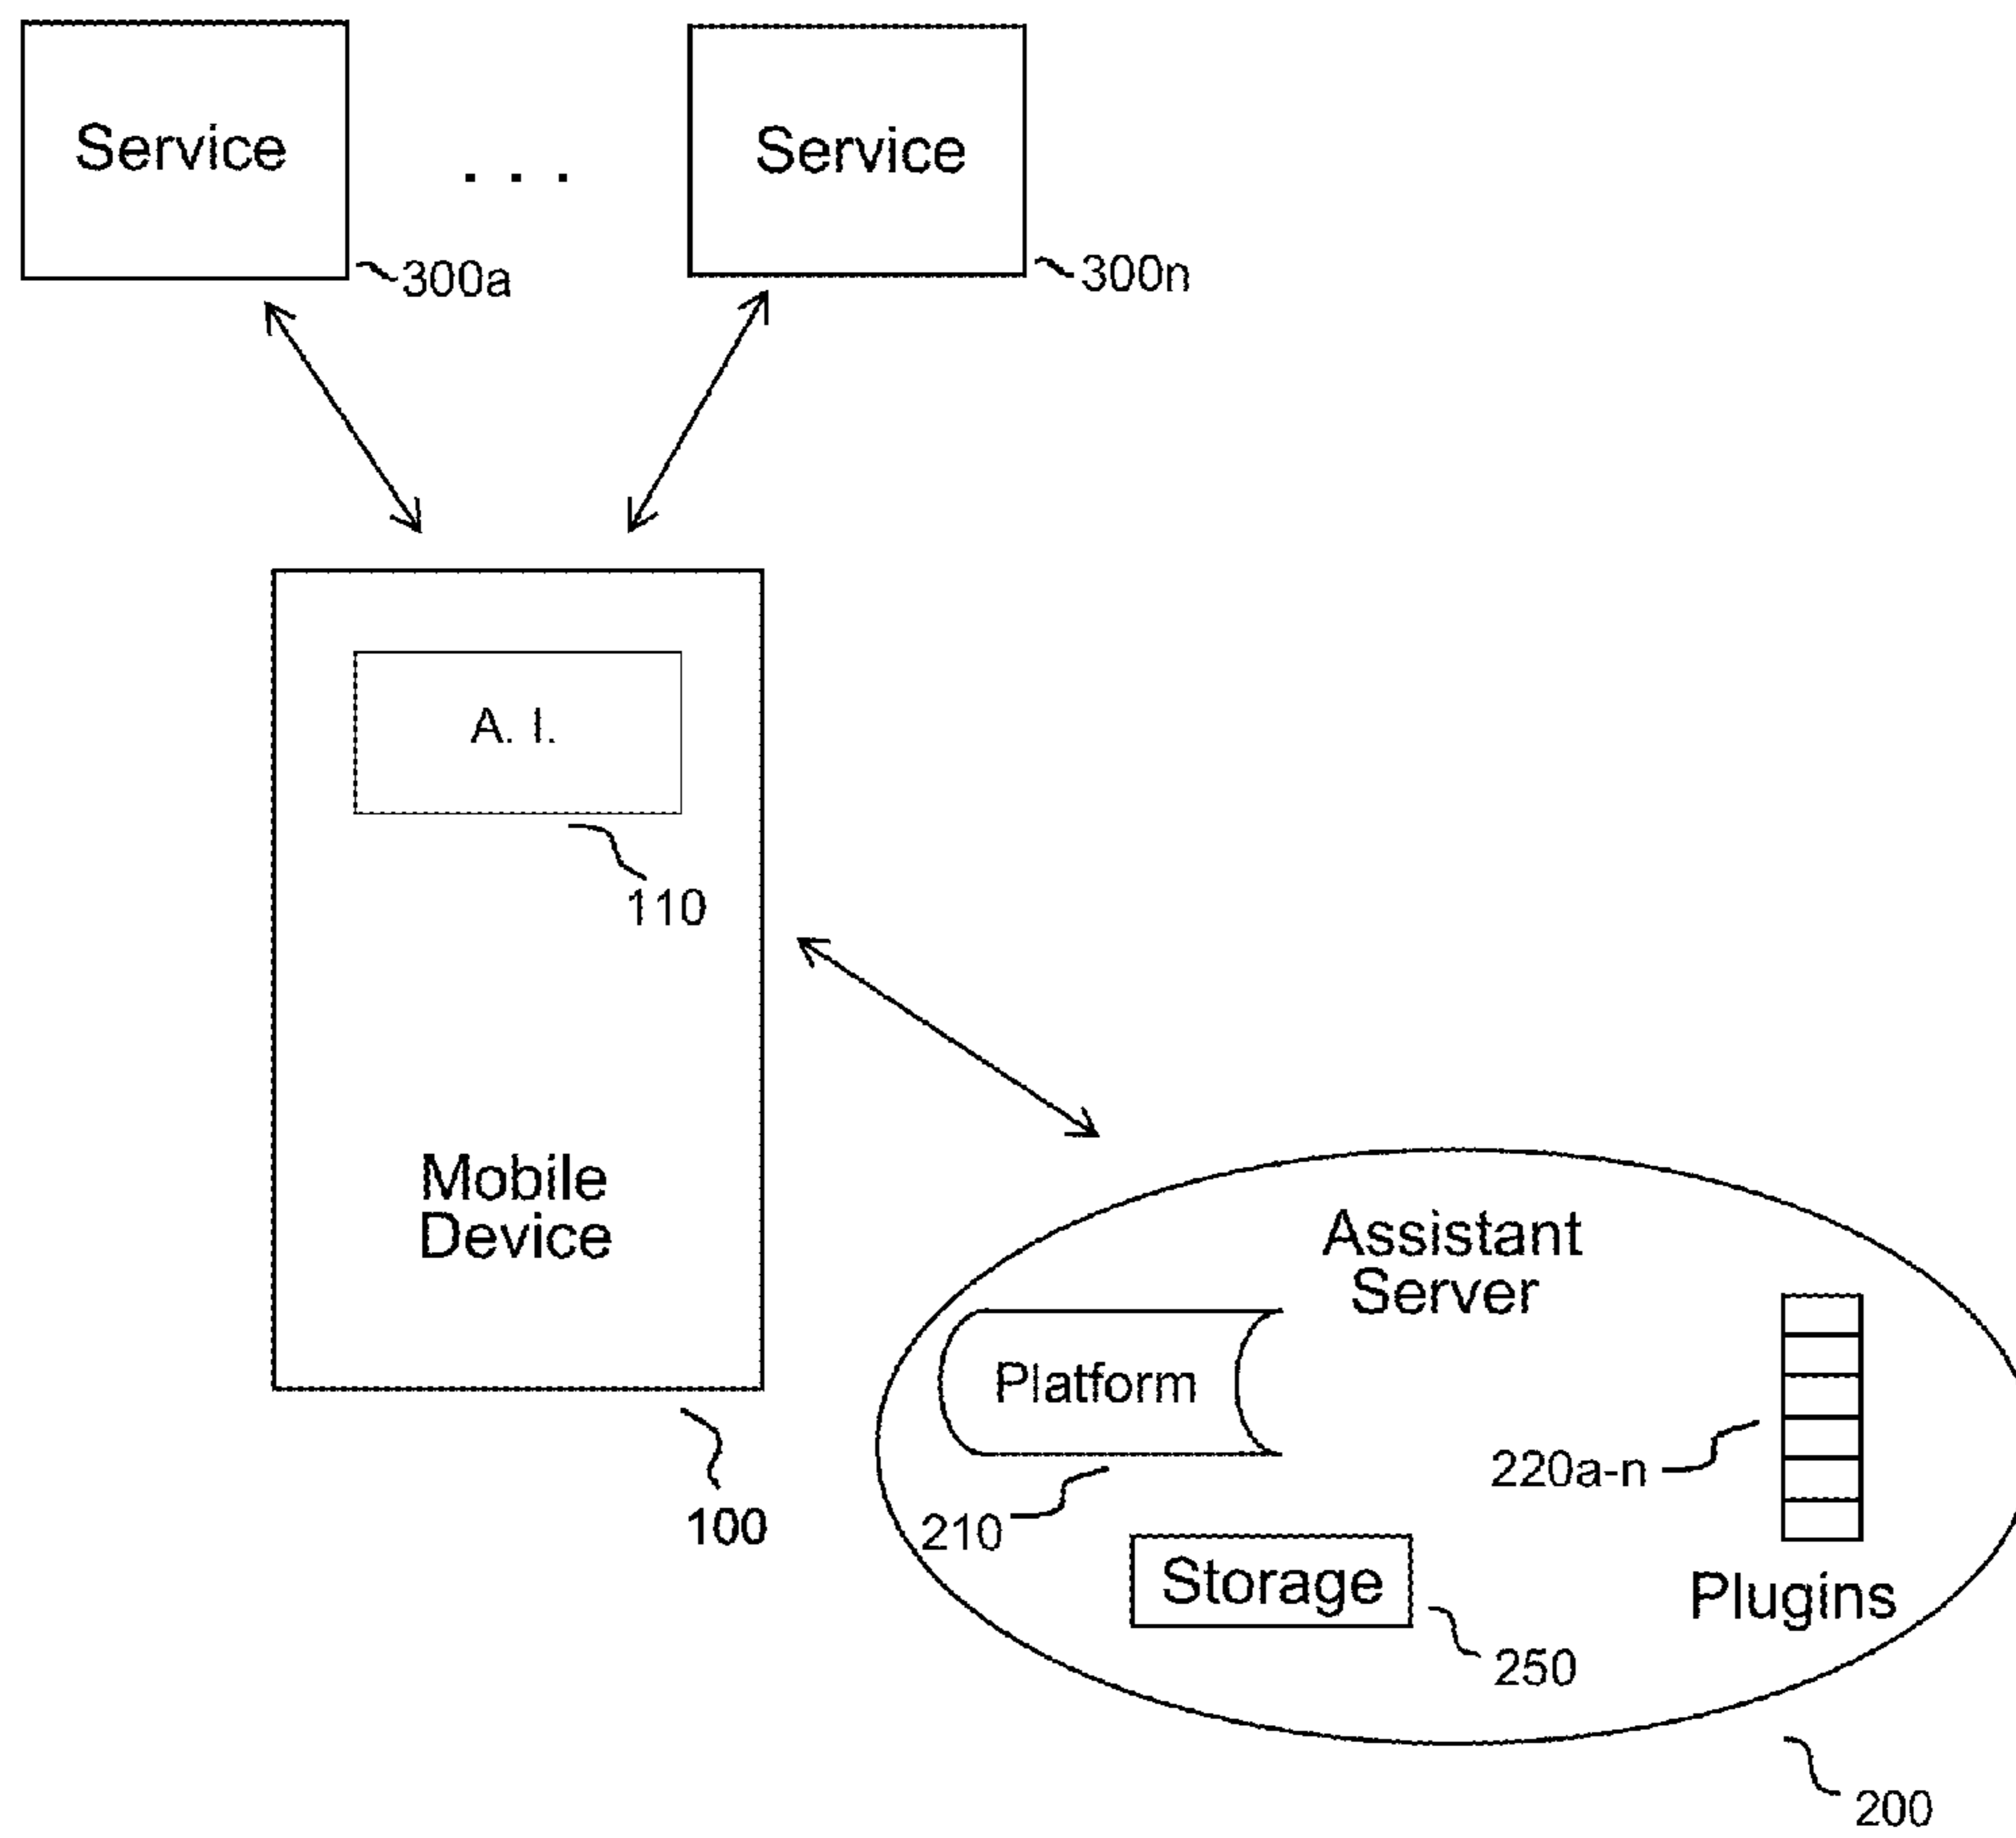 Service
. . .
Service
300a
300n
A. I.
110
Mobile
Device
100
Assistant
Server
Platform
220a-n
210
Storage
Plugins
250
200